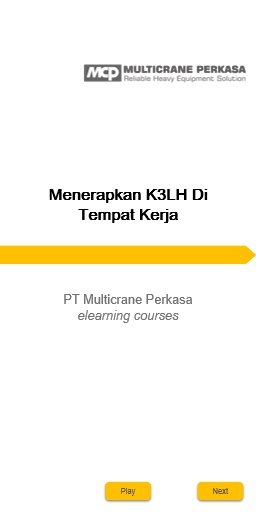 MCP MULTICRANE PERKASA
Reliable Heavy Equipment Solution
Menerapkan K3LH Di
Tempat Kerja
PT Multicrane Perkasa
elearning courses
Play Next